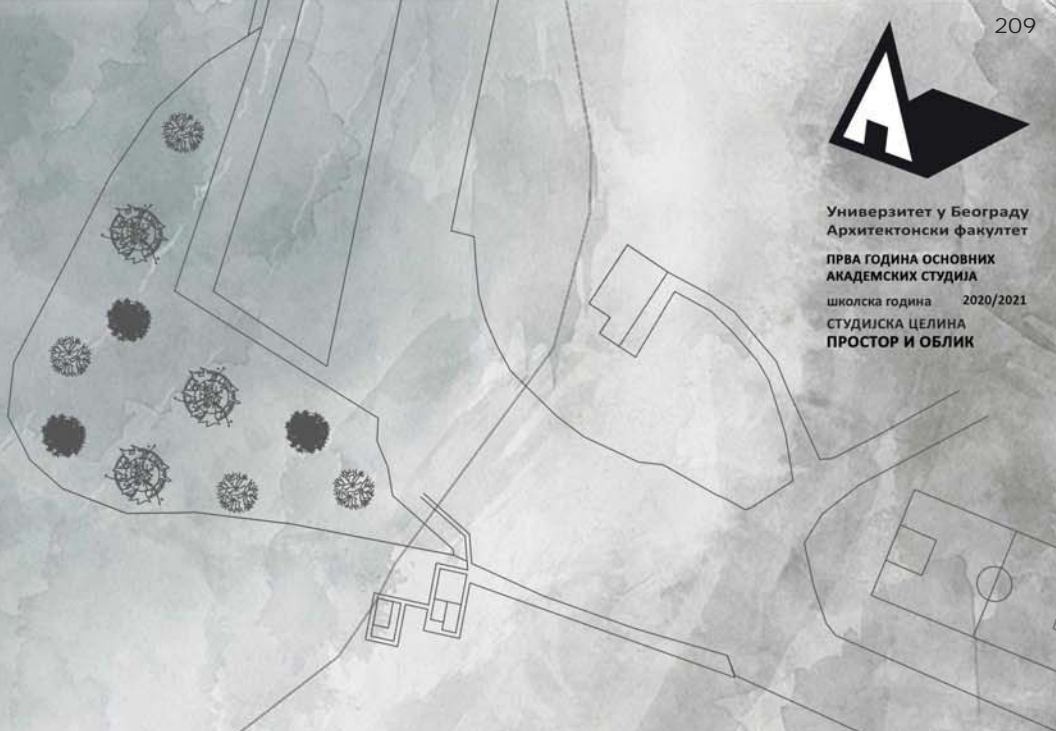 209
Универзитет у Београду
Архитектонски факултет
ПРВА ГОДИНА ОСНОВНИХ
АКАДЕМСКИХ СТУДИЈА
школска година 2020/2021
СТУДИЈСКА ЦЕЛИНА
ПРОСТОР И ОБЛИК